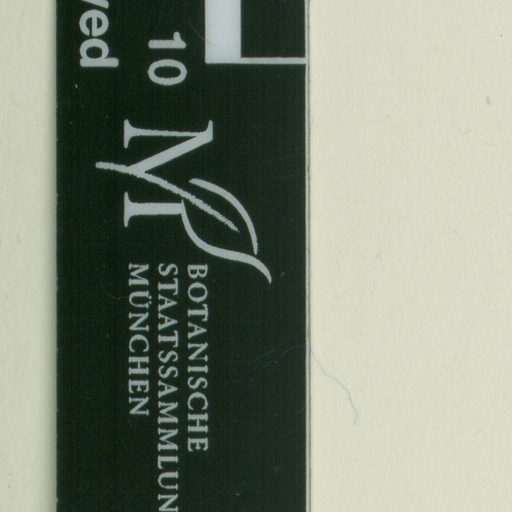 ved
10
BOTANISCHE
STAATSSAMMLUN
MÜNCHEN